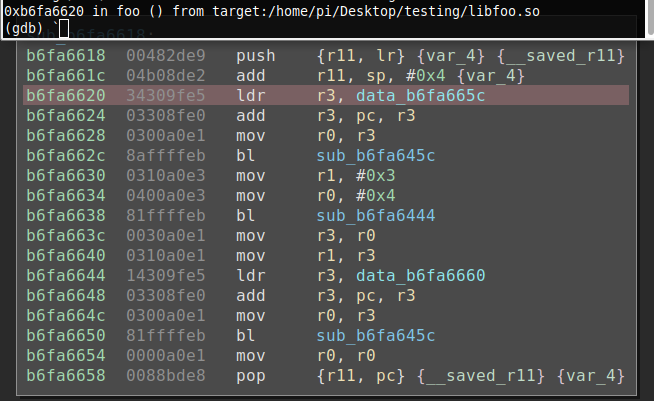 0xb6fa6620 in foo () from target:/home/pi/Desktop/testing/libfoo.so
(gdb) `
b6fa6618 00482de9 push {r11, lr} {var_4} {__saved_r11}
b6fa661c 04b08de2 add r11, sp, #0x4 {var_4}
b6fa6620 34309fe5 ldr r3, data_b6fa665c
b6fa6624 03308fe0 add r3, pc, r3
b6fa6628 0300a0e1 mov r0, r3
b6fa662c 8affffeb bl sub_b6fa645c
b6fa6630 0310a0e3 mov r1, #0x3
b6fa6634 0400a0e3 mov r0, #0x4
b6fa6638 81ffffeb bl sub_b6fa6444
b6fa663c 0030a0e1 mov r3, r0
b6fa6640 0310a0e1 mov r1, r3
b6fa6644 14309fe5 ldr r3, data_b6fa6660
b6fa6648 03308fe0 add r3, pc, r3
b6fa664c 0300a0e1 mov r0, r3
b6fa6650 81ffffeb bl sub_b6fa645c
b6fa6654 0000a0e1 mov r0, r0
b6fa6658 0088bde8 pop {r11, pc} {__saved_r11} {var_4}